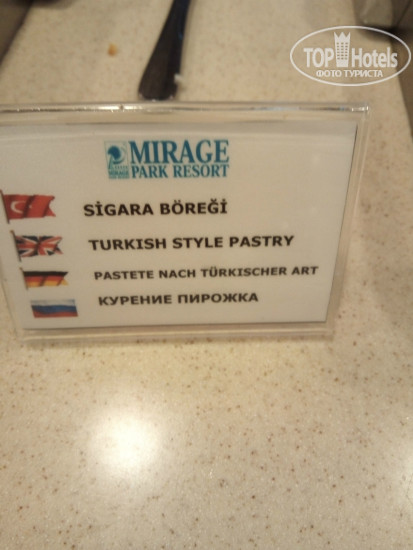 TOP Hotels
ФОТО ТУРИСТА
MIRAGE
PARK RESORT
SİGARA BÖREĞİ
TURKISH STYLE PASTRY
PASTETE NACH TÜRKISCHER ART
КУРЕНИЕ ПИРОЖКА